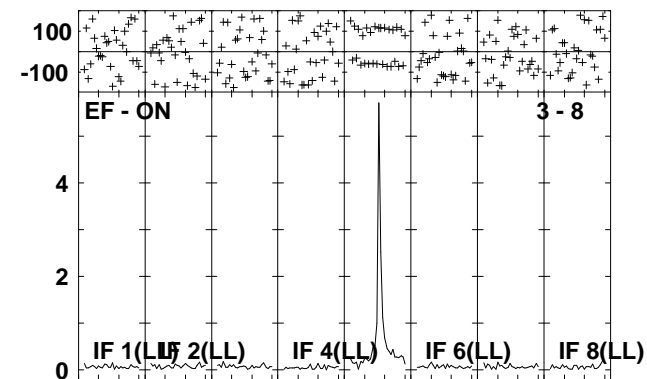 100
-100
EF - ON 3 - 8
4
2
IF 1(LL) IF 2(LL) IF 4(LL) IF 6(LL) IF 8(LL)
0